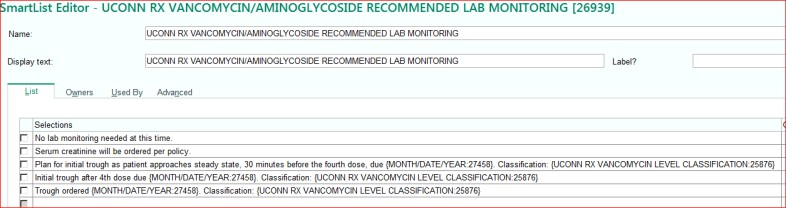 SmartList Editor - UCONN RX VANCOMYCIN/AMINOGLYCOSIDE RECOMMENDED LAB MONITORING [26939]
Name: UCONN RX VANCOMYCIN/AMINOGLYCOSIDE RECOMMENDED LAB MONITORING
Display text: UCONN RX VANCOMYCIN/AMINOGLYCOSIDE RECOMMENDED LAB MONITORING Label?
List Owners Used By Advanced
Selections
No lab monitoring needed at this time.
Serum creatinine will be ordered per policy.
Plan for initial trough as patient approaches steady state, 30 minutes before the fourth dose, due {MONTH/DATE/YEAR:27458}. Classification: {UCONN RX VANCOMYCIN LEVEL CLASSIFICATION:25876}
Initial trough after 4th dose due {MONTH/DATE/YEAR:27458}. Classification: {UCONN RX VANCOMYCIN LEVEL CLASSIFICATION:25876}
Trough ordered {MONTH/DATE/YEAR:27458}. Classification: {UCONN RX VANCOMYCIN LEVEL CLASSIFICATION:25876}